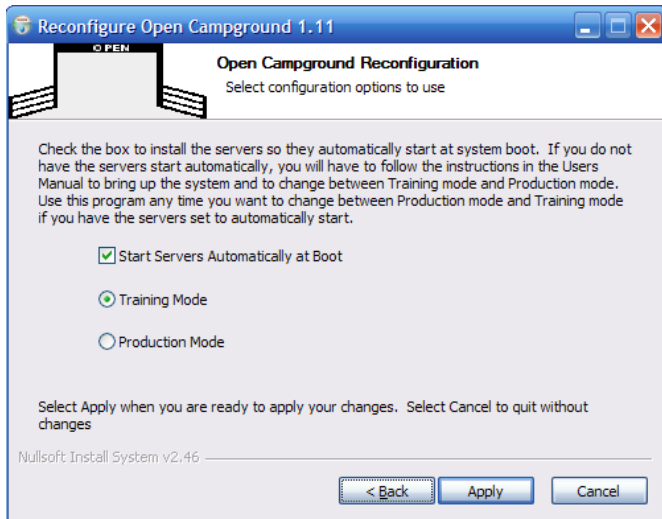 Reconfigure Open Campground 1.11
OPEN
Open Campground Reconfiguration
Select configuration options to use
Check the box to install the servers so they automatically start at system boot.  If you do not
have the servers start automatically, you will have to follow the instructions in the Users
Manual to bring up the system and to change between Training mode and Production mode.
Use this program any time you want to change between Production mode and Training mode
if you have the servers set to automatically start.
Start Servers Automatically at Boot
Training Mode
Production Mode
Select Apply when you are ready to apply your changes.  Select Cancel to quit without
changes
Nullsoft Install System v2.46
< Back
Apply
Cancel